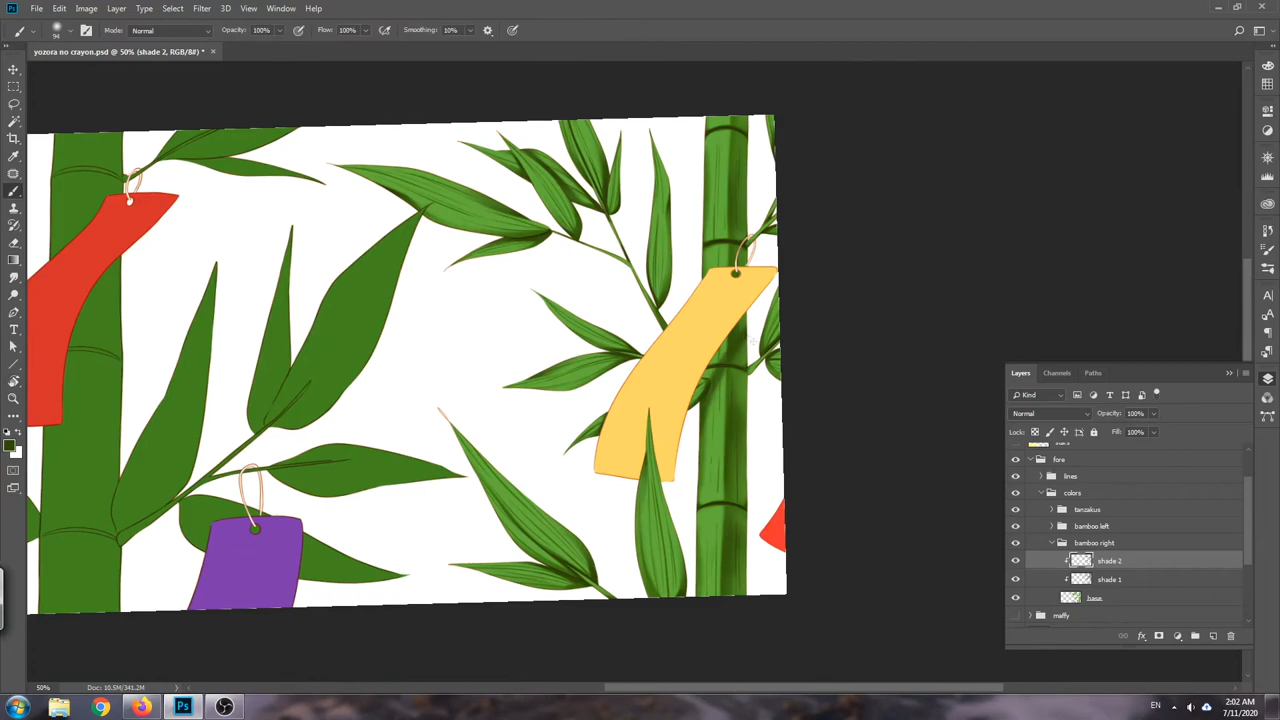 Ps File Edit Image Layer Type Select Filter 3D View Window Help
94 Mode: Normal Opacity: 100% Flow: 100% Smoothing: 10%
yozora no crayon.psd @ 50% (shade 2, RGB/8#) *
Layers Channels Paths
Kind
Normal Opacity: 100%
Lock: Fill: 100%
fore
lines
colors
tanzakus
bamboo left
bamboo right
shade 2
shade 1
base
maffy
50% Doc: 10.5M/341.2M
Ps EN 2:02 AM
7/11/2020